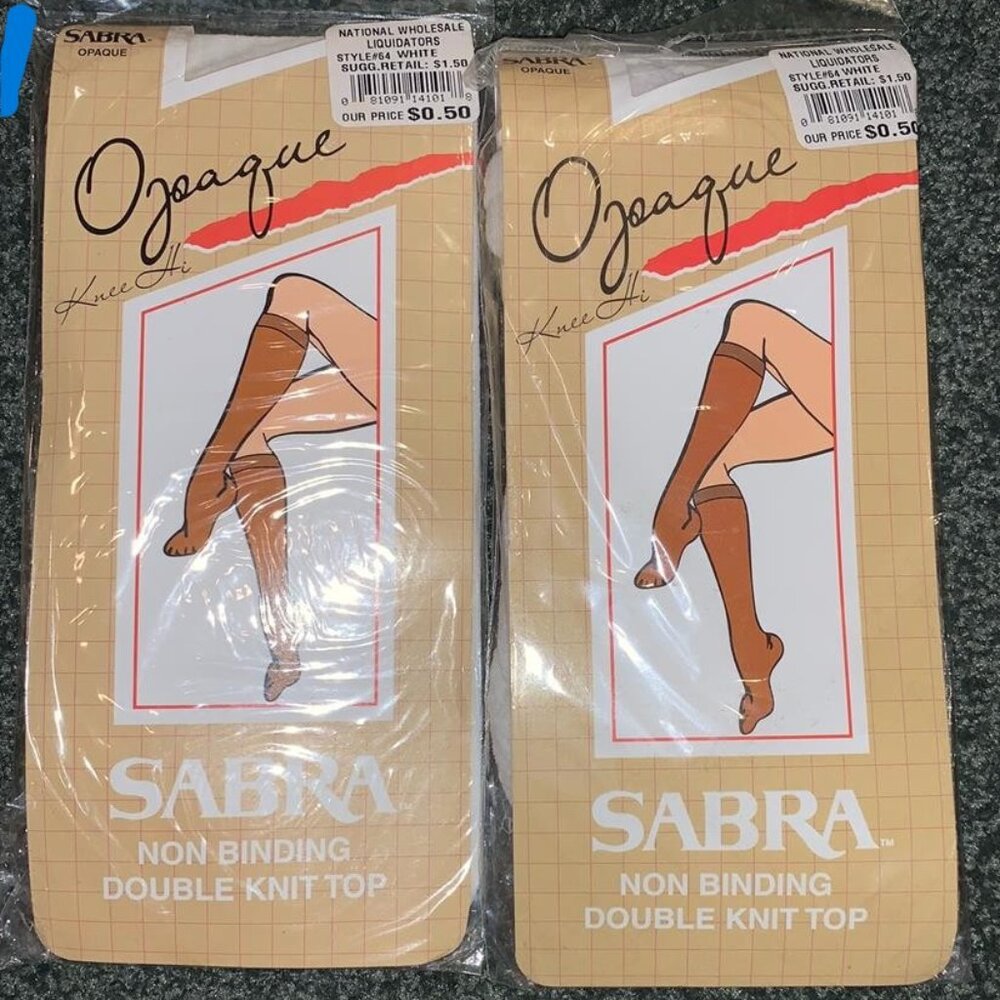 SABRA
OPAQUE
NATIONAL WHOLESALE
LIQUIDATORS
STYLE#64 WHITE
SUGG.RETAIL: $1.50
0 81091 14101 8
OUR PRICE $0.50
Opaque
Knee Hi
SABRA
NON BINDING
DOUBLE KNIT TOP
SABRA
OPAQUE
NATIONAL WHOLESALE
LIQUIDATORS
STYLE#64 WHITE
SUGG.RETAIL: $1.50
0 81091 14101
OUR PRICE $0.50
Opaque
Knee Hi
SABRA™
NON BINDING
DOUBLE KNIT TOP